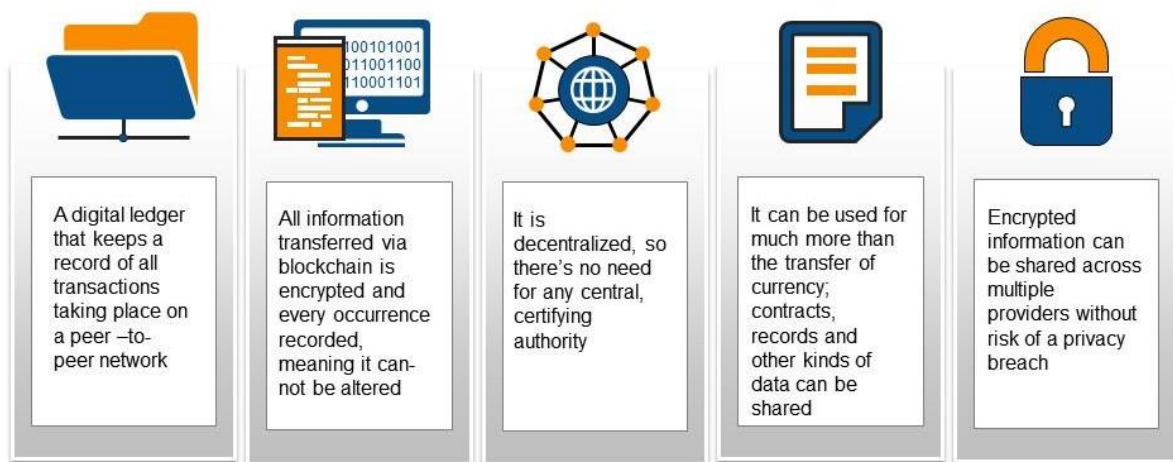 100101001
011001100
110001101
A digital ledger
that keeps a
record of all
transactions
taking place on
a peer –to-
peer network
All information
transferred via
blockchain is
encrypted and
every occurrence
recorded,
meaning it can-
not be altered
It is
decentralized, so
there's no need
for any central,
certifying
authority
It can be used for
much more than
the transfer of
currency;
contracts,
records and
other kinds of
data can be
shared
Encrypted
information can
be shared across
multiple
providers without
risk of a privacy
breach